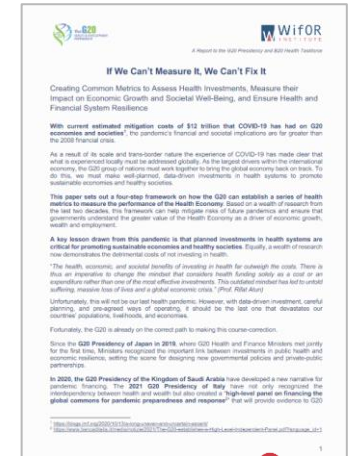 The G20
WifOR
INSTITUTE
A Report to the G20 Presidency and B20 Health Taskforce
If We Can't Measure It, We Can't Fix It
Creating Common Metrics to Assess Health Investments, Measure their
Impact on Economic Growth and Societal Well-Being, and Ensure Health and
Financial System Resilience
With current estimated mitigation costs of $12 trillion that COVID-19 has had on G20
economies and societies¹, the pandemic's financial and societal implications are far greater than
the 2008 financial crisis.
As a result of its scale and trans-border nature the experience of COVID-19 has made clear that
what is experienced locally must be addressed globally. As the largest drivers within the international
economy, the G20 group of nations must work together to bring the global economy back on track. To
do this, we must make well-planned, data-driven investments in health systems to promote
sustainable economies and healthy societies.
This paper sets out a four-step framework on how the G20 can establish a series of health
metrics to measure the performance of the Health Economy. Based on a wealth of research from
the last two decades, this framework can help mitigate risks of future pandemics and ensure that
governments understand the greater value of the Health Economy as a driver of economic growth,
wealth and employment.
A key lesson drawn from this pandemic is that planned investments in health systems are
critical for promoting sustainable economies and healthy societies. Equally, a wealth of research
now demonstrates the detrimental costs of not investing in health.
"The health, economic, and societal benefits of investing in health far outweigh the costs. There is
thus an imperative to change the mindset that considers health funding solely as a cost or an
expenditure rather than one of the most effective investments. This outdated mindset has led to untold
suffering, massive loss of lives and a global economic crisis." (Prof. Rifat Atun)
Unfortunately, this will not be our last health pandemic. However, with data-driven investment, careful
planning, and pre-agreed ways of operating, it should be the last one that devastates our
countries' populations, livelihoods, and economies.
Fortunately, the G20 is already on the correct path to making this course-correction.
Since the G20 Presidency of Japan in 2019, where G20 Health and Finance Ministers met jointly
for the first time, Ministers recognized the important link between investments in public health and
economic resilience, setting the scene for designing new governmental policies and private-public
partnerships.
In 2020, the G20 Presidency of the Kingdom of Saudi Arabia have developed a new narrative for
pandemic financing. The 2021 G20 Presidency of Italy have not only recognized the
interdependency between health and wealth but also created a "high-level panel on financing the
global commons for pandemic preparedness and response"² that will provide evidence to G20
1